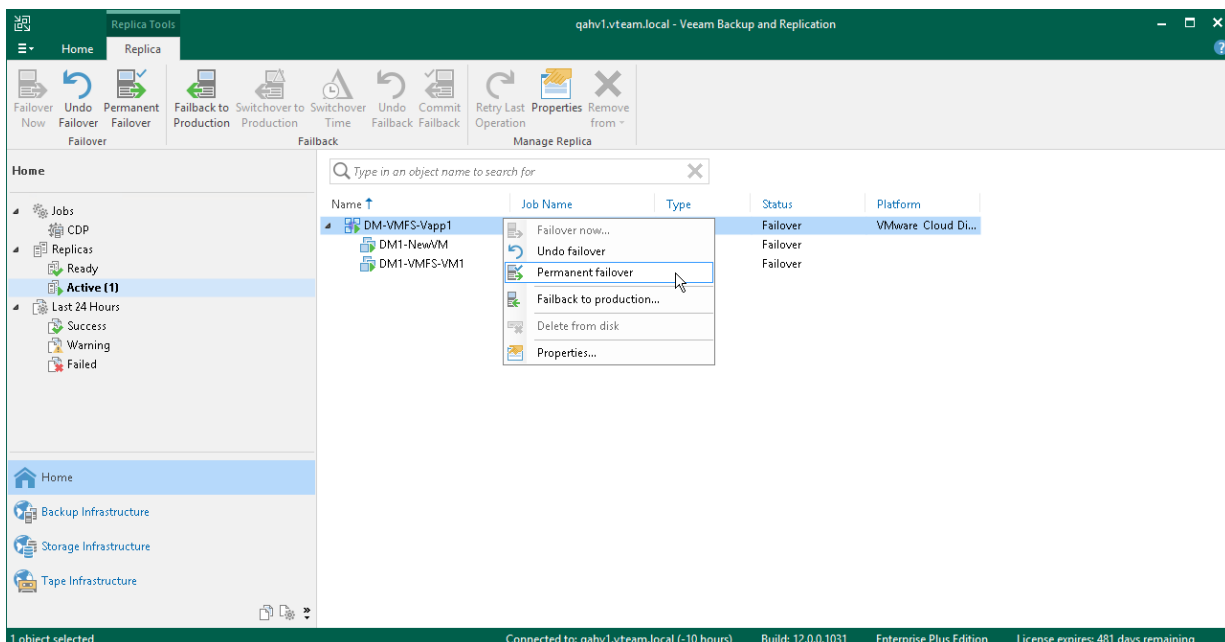 Replica Tools
qahv1.vteam.local - Veeam Backup and Replication
Home Replica
Failover Now
Undo Failover
Permanent Failover
Failback to Production
Switchover to Production
Switchover Time
Undo Failback
Commit Failback
Retry Last Operation
Properties
Remove from
Failover
Failback
Manage Replica
Home
Jobs
CDP
Replicas
Ready
Active (1)
Last 24 Hours
Success
Warning
Failed
Home
Backup Infrastructure
Storage Infrastructure
Tape Infrastructure
Type in an object name to search for
Name Job Name Type Status Platform
DM-VMFS-Vapp1 Failover VMware Cloud Di...
DM1-NewVM Failover
DM1-VMFS-VM1 Failover
Failover now...
Undo failover
Permanent failover
Failback to production...
Delete from disk
Properties...
1 object selected
Connected to: qahv1.vteam.local (-10 hours) Build: 12.0.0.1031 Enterprise Plus Edition License expires: 481 days remaining